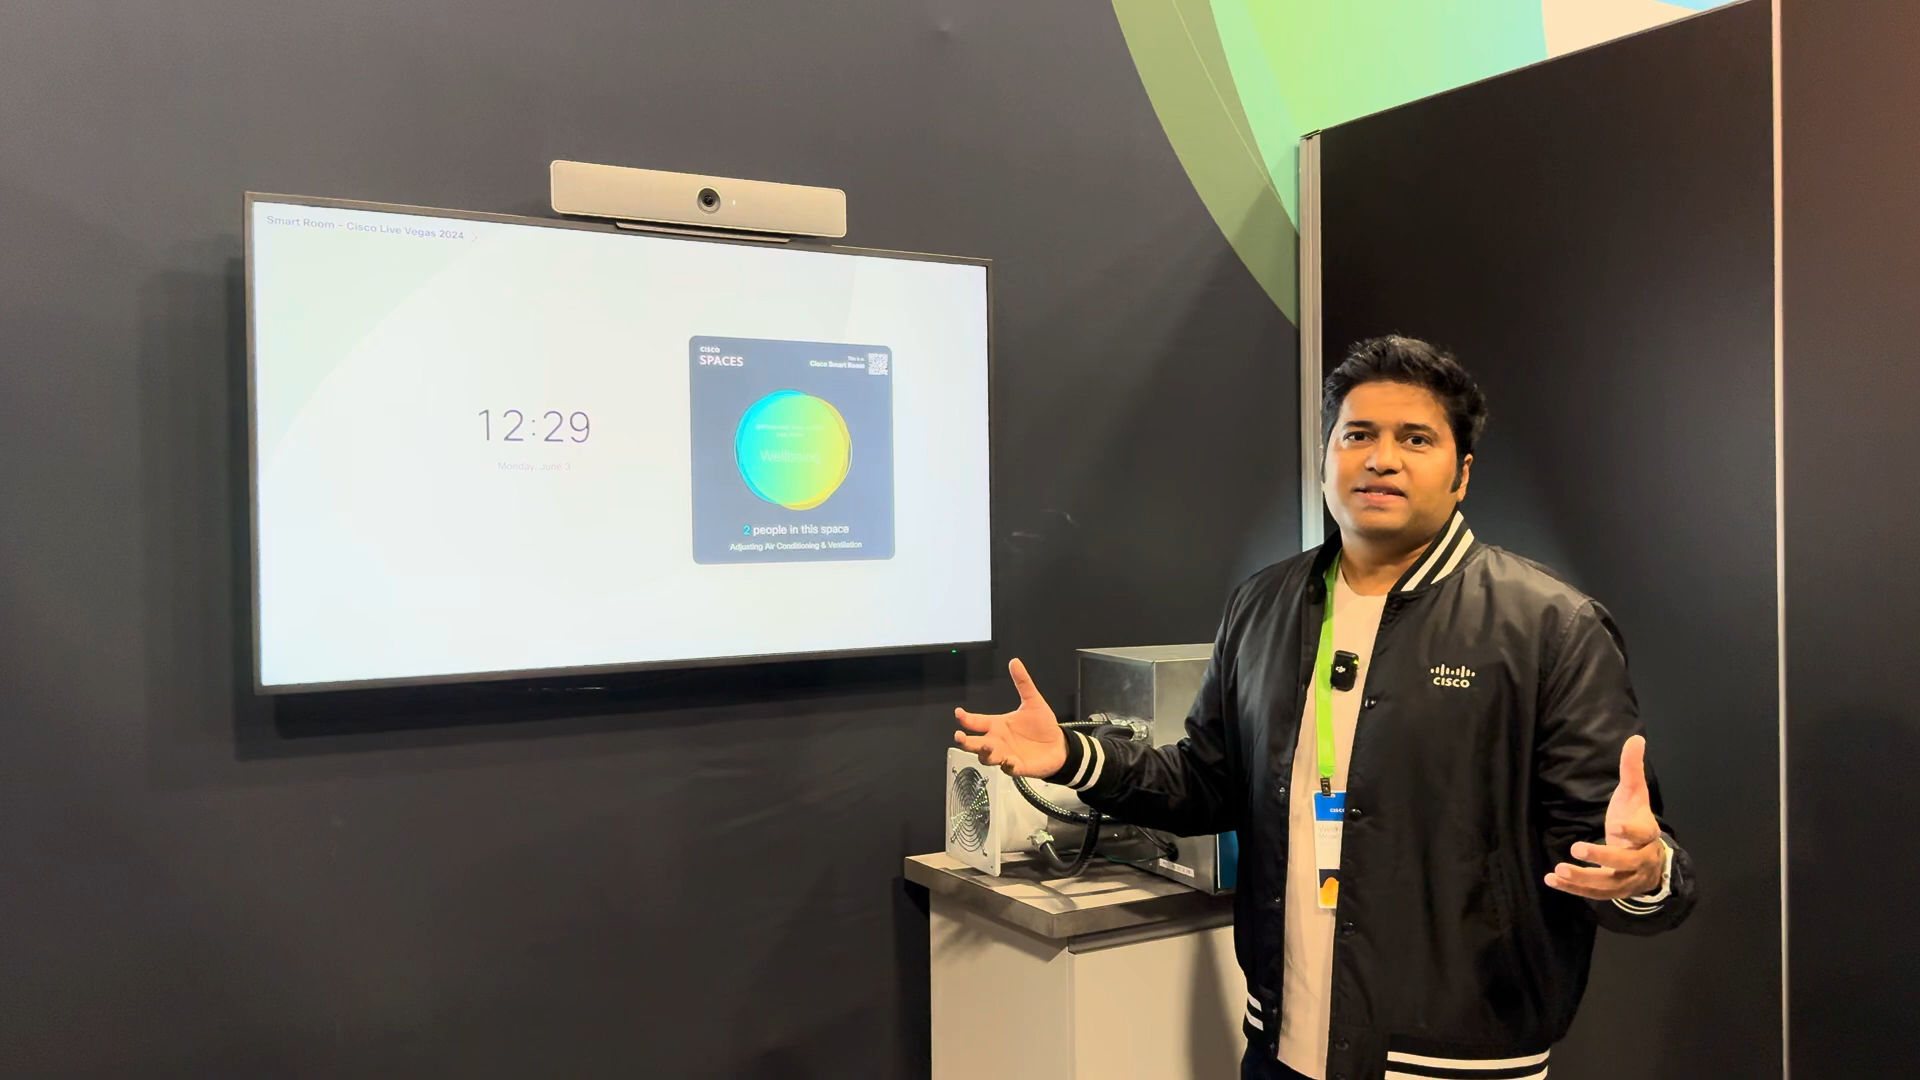 Smart Room - Cisco Live Vegas 2024 >
12:29
Monday, June 3
CISCO
SPACES
This is a
Cisco Smart Room
Wellbeing
2 people in this space
Adjusting Air Conditioning & Ventilation
CISCO
CISCO